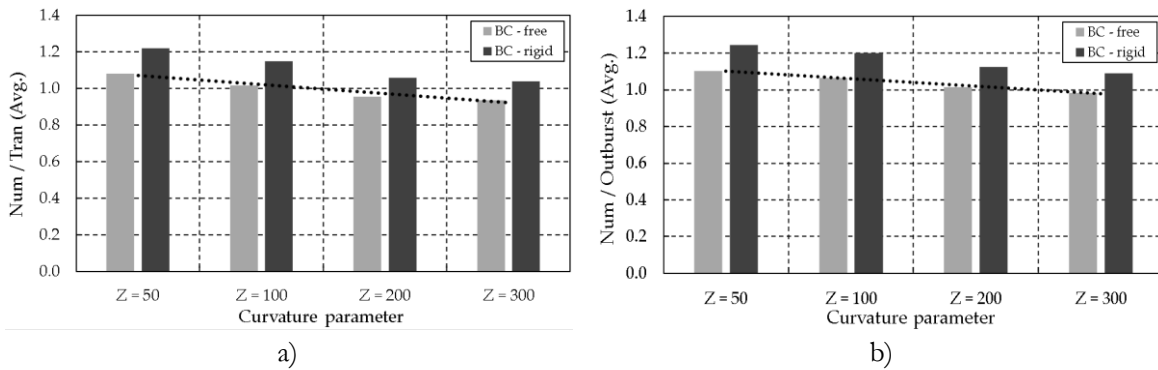 1.4
1.2
1.0
0.8
0.6
0.4
0.2
0.0
Num / Tran (Avg.)
BC - free
BC - rigid
Z = 50 Z = 100 Z = 200 Z = 300
Curvature parameter
a)
1.4
1.2
1.0
0.8
0.6
0.4
0.2
0.0
Num / Outburst (Avg.)
BC - free
BC - rigid
Z = 50 Z = 100 Z = 200 Z = 300
Curvature parameter
b)